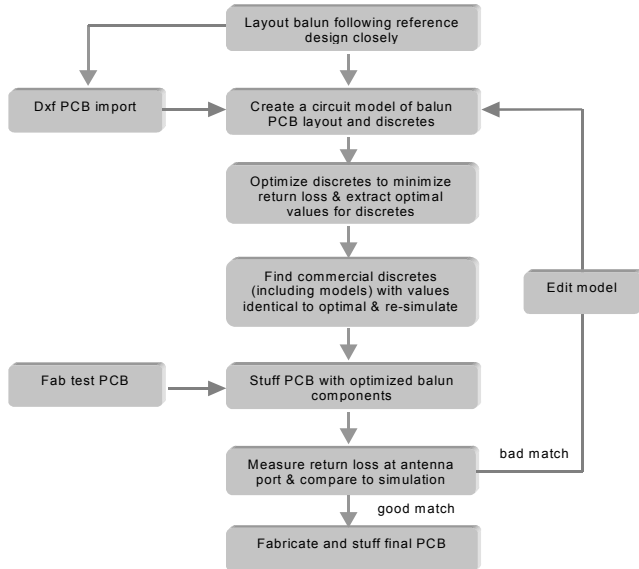 Layout balun following reference
design closely
Dxf PCB import
Create a circuit model of balun
PCB layout and discretes
Optimize discretes to minimize
return loss & extract optimal
values for discretes
Find commercial discretes
(including models) with values
identical to optimal & re-simulate
Edit model
Fab test PCB
Stuff PCB with optimized balun
components
Measure return loss at antenna
port & compare to simulation
bad match
good match
Fabricate and stuff final PCB